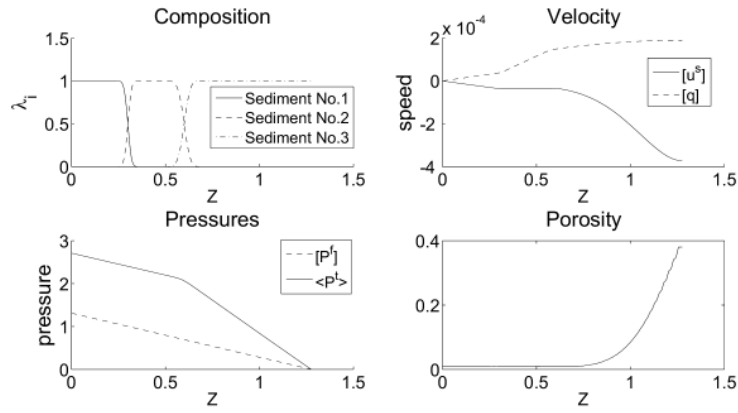 Composition
λi
1
0.5
0
0
0.5
1
1.5
Z
Sediment No.1
Sediment No.2
Sediment No.3
Velocity
x 10-4
speed
2
0
-2
-4
0
0.5
1
1.5
Z
[us]
[q]
Pressures
pressure
3
2
1
0
0
0.5
1
1.5
Z
[Pf]
<Pt>
Porosity
0.4
0.2
0
0
0.5
1
1.5
Z